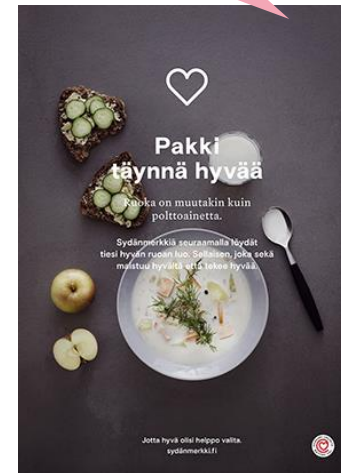 Pakki
täynnä hyvää
Ruoka on muutakin kuin
polttoainetta.
Sydänmerkkiä seuraamalla löydät
tiesi hyvän ruoan luo. Sellaisen, joka sekä
maistuu hyvältä että tekee hyvää.
Jotta hyvä olisi helppo valita.
sydänmerkki.fi